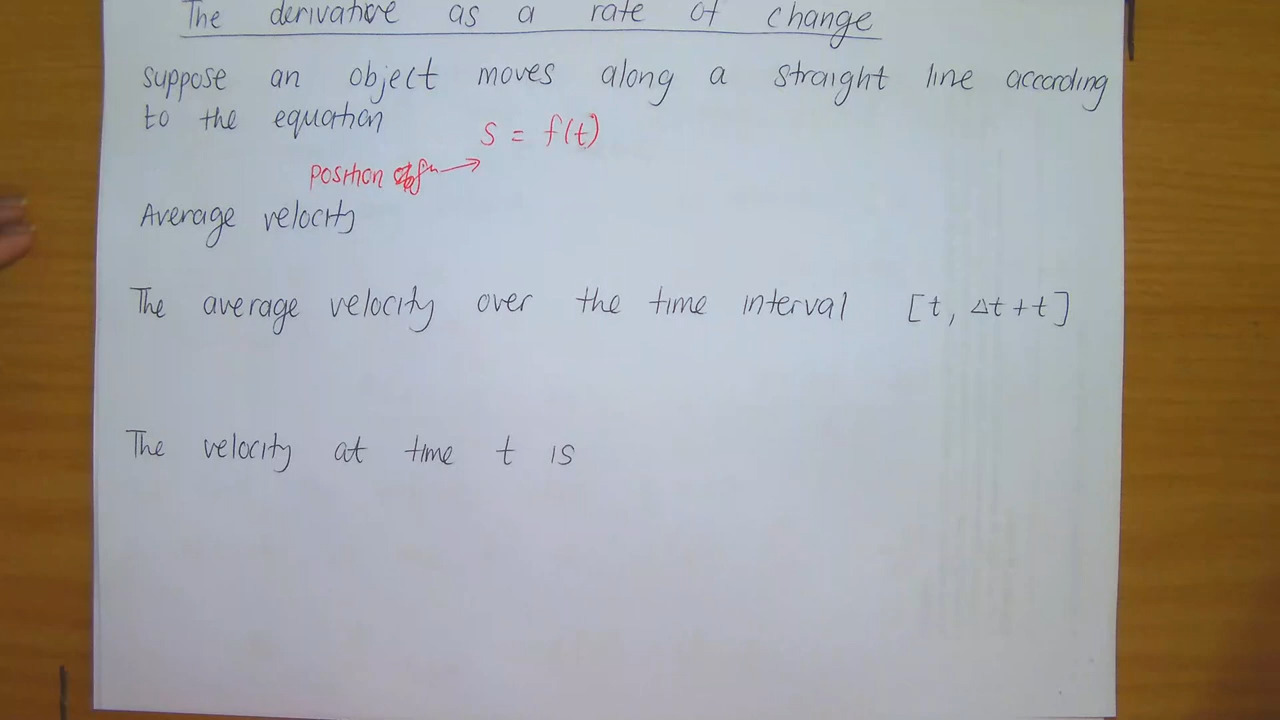 The derivative as a rate of change
suppose an object moves along a straight line according
to the equation
s = f(t)
position fn →
Average velocity
The average velocity over the time interval [t, Δt + t]
The velocity at time t is